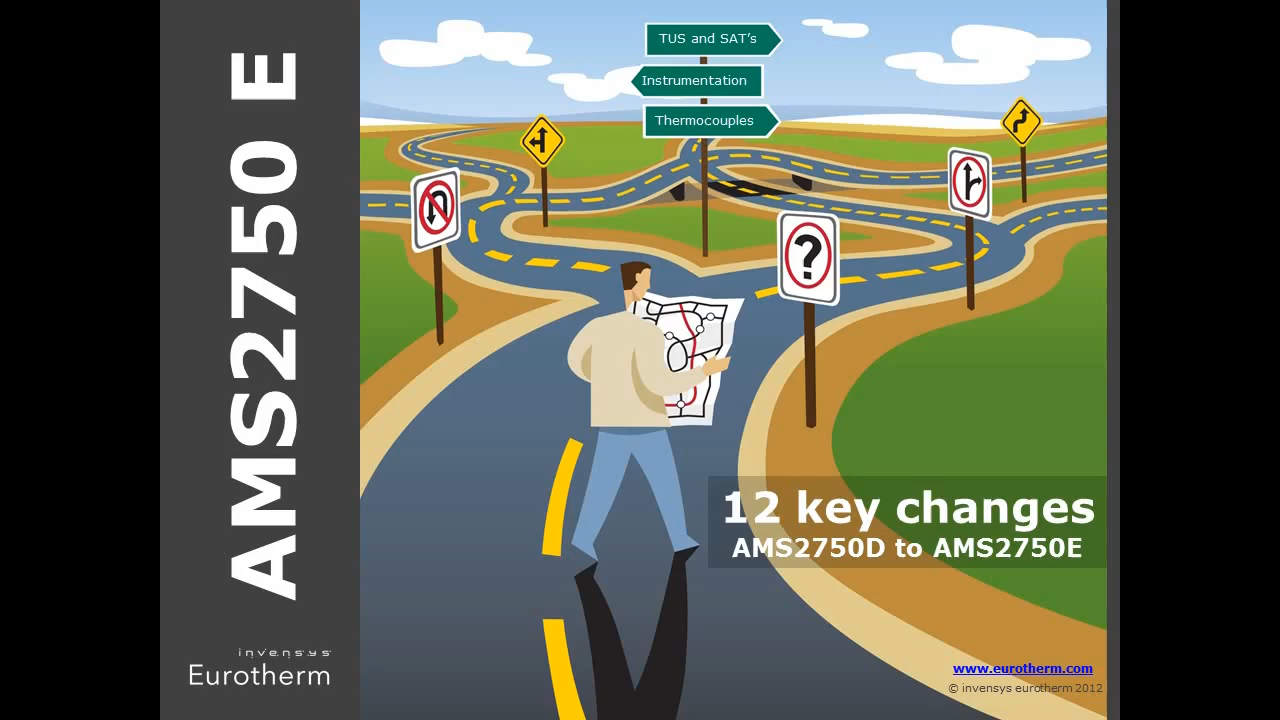 AMS2750 E
invensys
Eurotherm
TUS and SAT's
Instrumentation
Thermocouples
?
12 key changes
AMS2750D to AMS2750E
www.eurotherm.com
© invensys eurotherm 2012